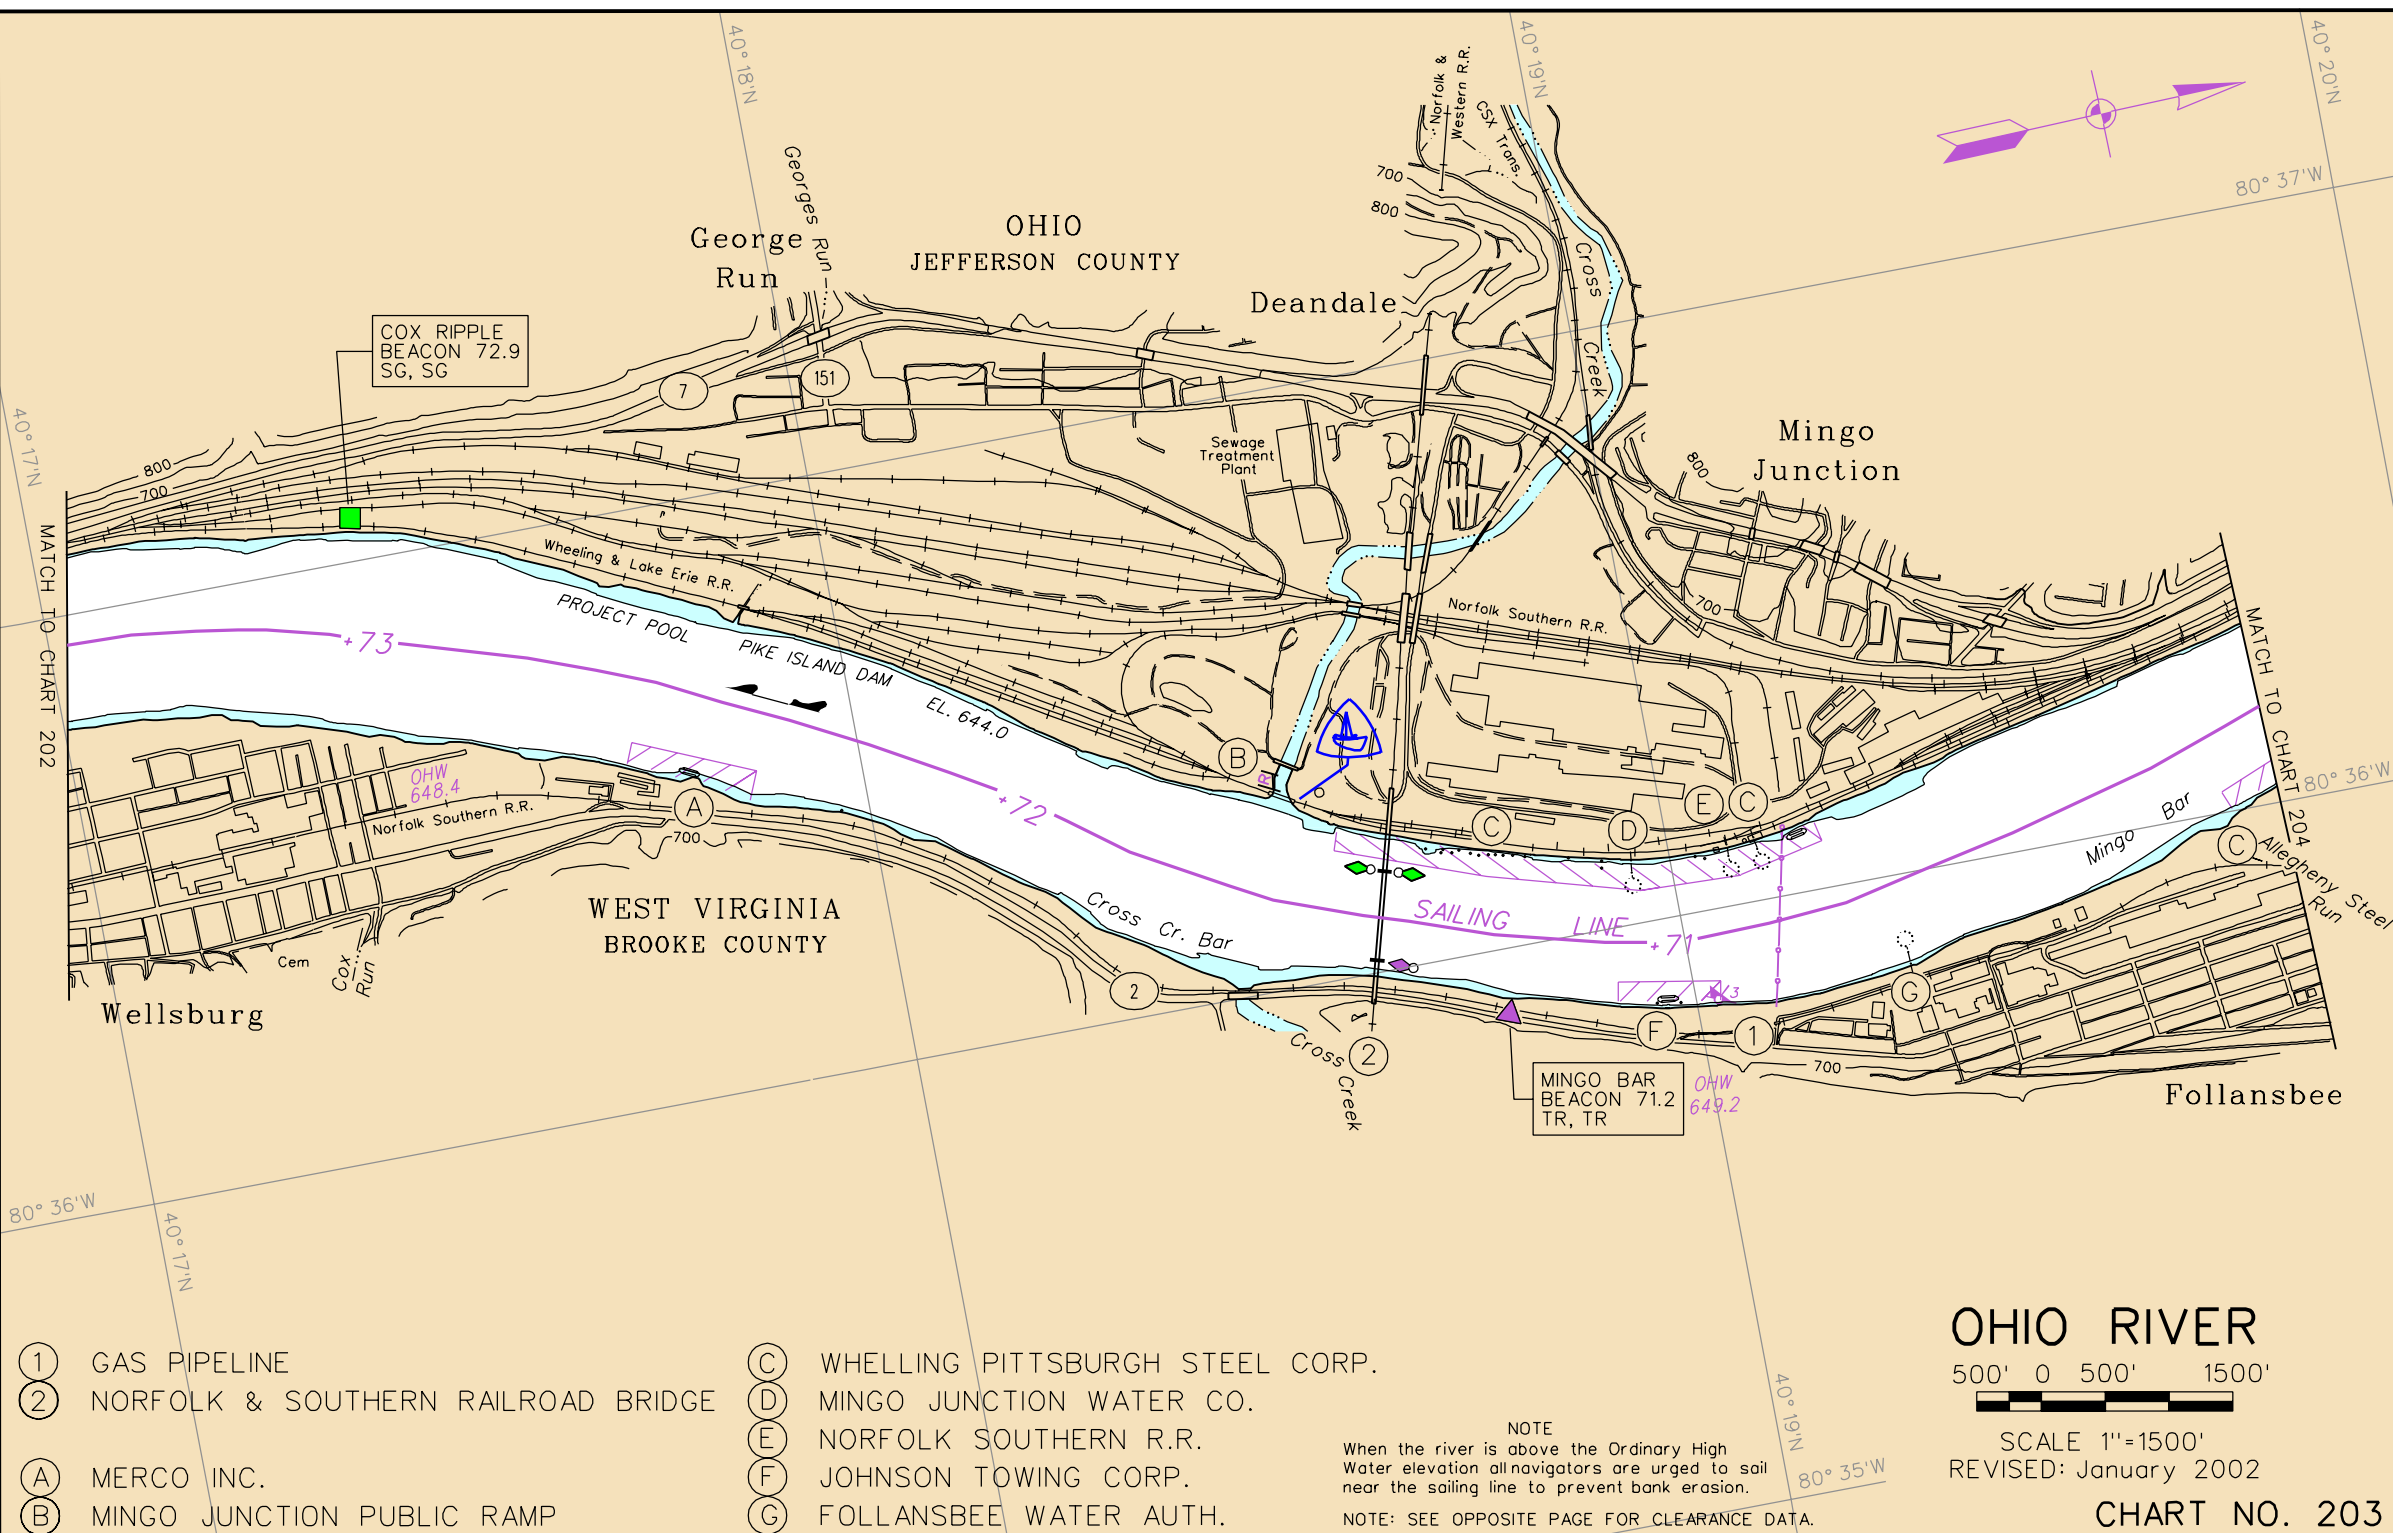 40° 18'N
40° 19'N
40° 20'N
Norfolk &
Western R.R.
CSX Trans.
80° 37'W
700
800
Georges Run
George
Run
OHIO
JEFFERSON COUNTY
Deandale
Cross
Creek
COX RIPPLE
BEACON 72.9
SG, SG
7
151
40° 17'N
800
700
Sewage
Treatment
Plant
Mingo
Junction
800
MATCH TO CHART 202
Wheeling & Lake Erie R.R.
PROJECT POOL
PIKE ISLAND DAM
EL. 644.0
Norfolk Southern R.R.
700
MATCH TO CHART 204
+73
+72
B
R
C
D
E
C
80° 36'W
Mingo Bar
C
Allegheny Steel
Run
OHW
648.4
Norfolk Southern R.R.
A
700
WEST VIRGINIA
BROOKE COUNTY
Cross Cr. Bar
SAILING LINE
+71
Cem
Cox
Run
Wellsburg
2
Cross Creek
2
F
1
G
700
MINGO BAR
BEACON 71.2
TR, TR
OHW
649.2
Follansbee
80° 36'W
40° 17'N
1 GAS PIPELINE
2 NORFOLK & SOUTHERN RAILROAD BRIDGE
A MERCO INC.
B MINGO JUNCTION PUBLIC RAMP
C WHELLING PITTSBURGH STEEL CORP.
D MINGO JUNCTION WATER CO.
E NORFOLK SOUTHERN R.R.
F JOHNSON TOWING CORP.
G FOLLANSBEE WATER AUTH.
NOTE
When the river is above the Ordinary High
Water elevation all navigators are urged to sail
near the sailing line to prevent bank erasion.
NOTE: SEE OPPOSITE PAGE FOR CLEARANCE DATA.
40° 19'N
80° 35'W
OHIO RIVER
500' 0 500' 1500'
SCALE 1"=1500'
REVISED: January 2002
CHART NO. 203